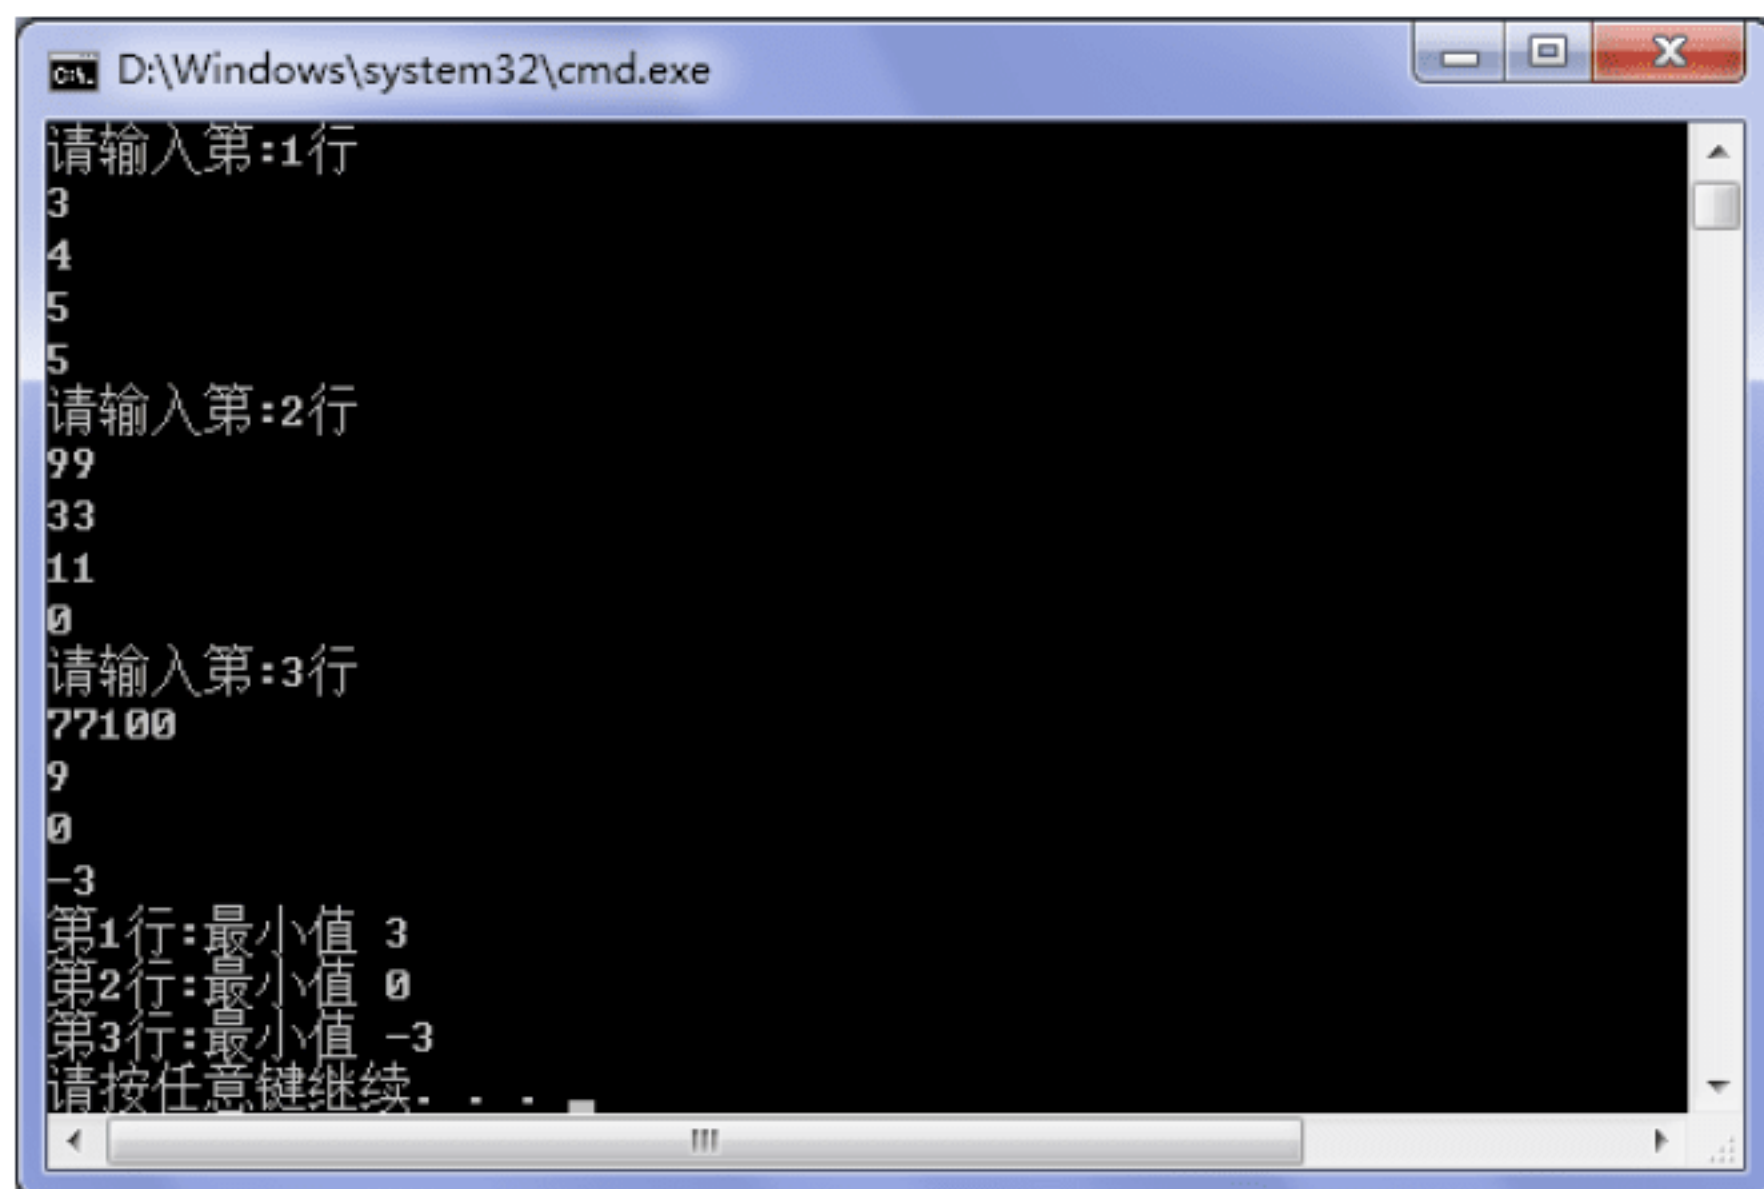 D:\Windows\system32\cmd.exe
请输入第:1行
3
4
5
5
请输入第:2行
99
33
11
0
请输入第:3行
77100
9
0
-3
第1行:最小值 3
第2行:最小值 0
第3行:最小值 -3
请按任意键继续. . .